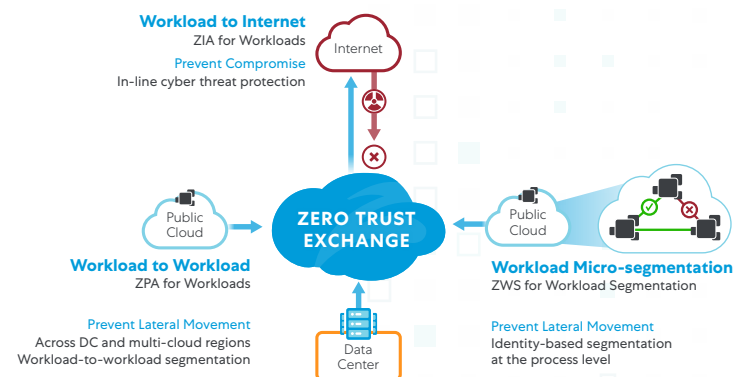 Workload to Internet
ZIA for Workloads
Prevent Compromise
In-line cyber threat protection
Internet
Public
Cloud
ZERO TRUST
EXCHANGE
Public
Cloud
Workload to Workload
ZPA for Workloads
Prevent Lateral Movement
Across DC and multi-cloud regions
Workload-to-workload segmentation
Data
Center
Workload Micro-segmentation
ZWS for Workload Segmentation
Prevent Lateral Movement
Identity-based segmentation
at the process level